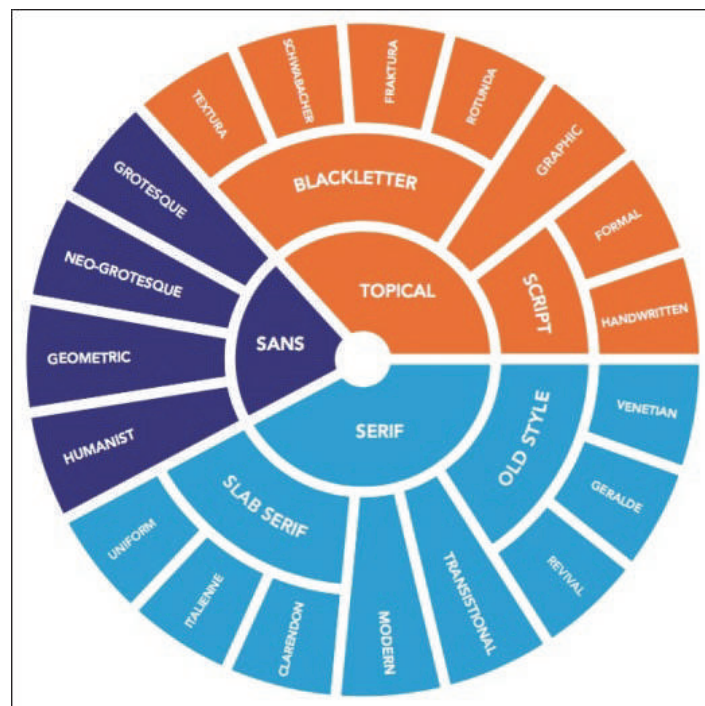 TEXTURA
SCHWABACHER
FRAKTURA
ROTUNDA
GRAPHIC
FORMAL
HANDWRITTEN
BLACKLETTER
SCRIPT
TOPICAL
GROTESQUE
NEO-GROTESQUE
GEOMETRIC
HUMANIST
SANS
SERIF
OLD STYLE
VENETIAN
GERALDE
REVIVAL
TRANSISTIONAL
MODERN
SLAB SERIF
CLARENDON
ITALIENNE
UNIFORM